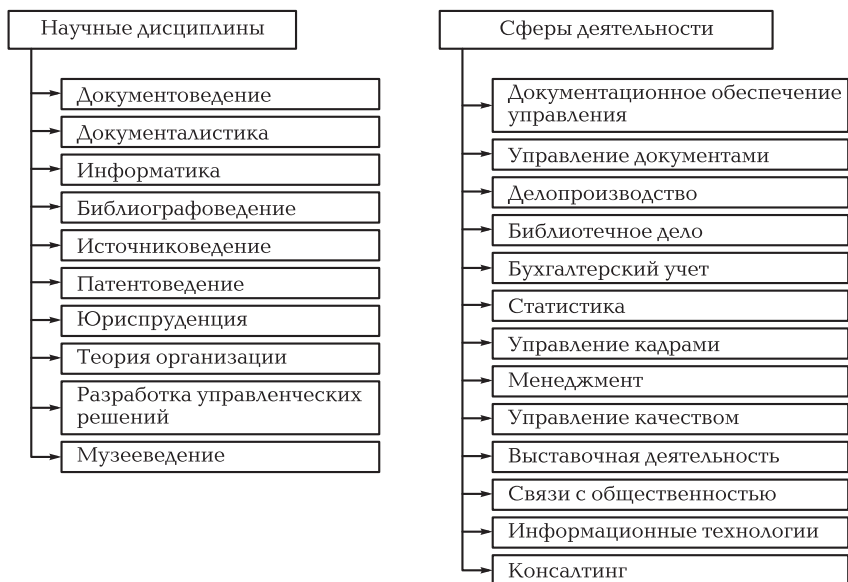 Научные дисциплины
Документоведение
Документалистика
Информатика
Библиографоведение
Источниковедение
Патентоведение
Юриспруденция
Теория организации
Разработка управленческих
решений
Музееведение
Сферы деятельности
Документационное обеспечение
управления
Управление документами
Делопроизводство
Библиотечное дело
Бухгалтерский учет
Статистика
Управление кадрами
Менеджмент
Управление качеством
Выставочная деятельность
Связи с общественностью
Информационные технологии
Консалтинг